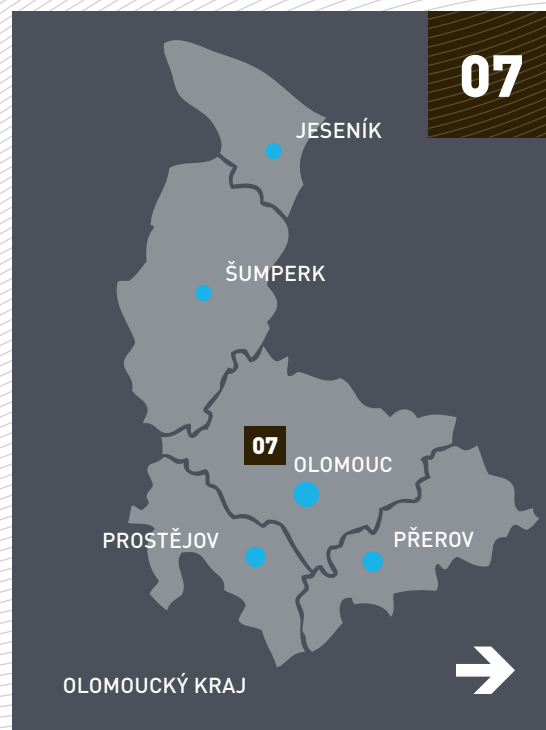 07
JESENÍK
ŠUMPERK
07
OLOMOUC
PROSTĚJOV
PŘEROV
OLOMOUCKÝ KRAJ